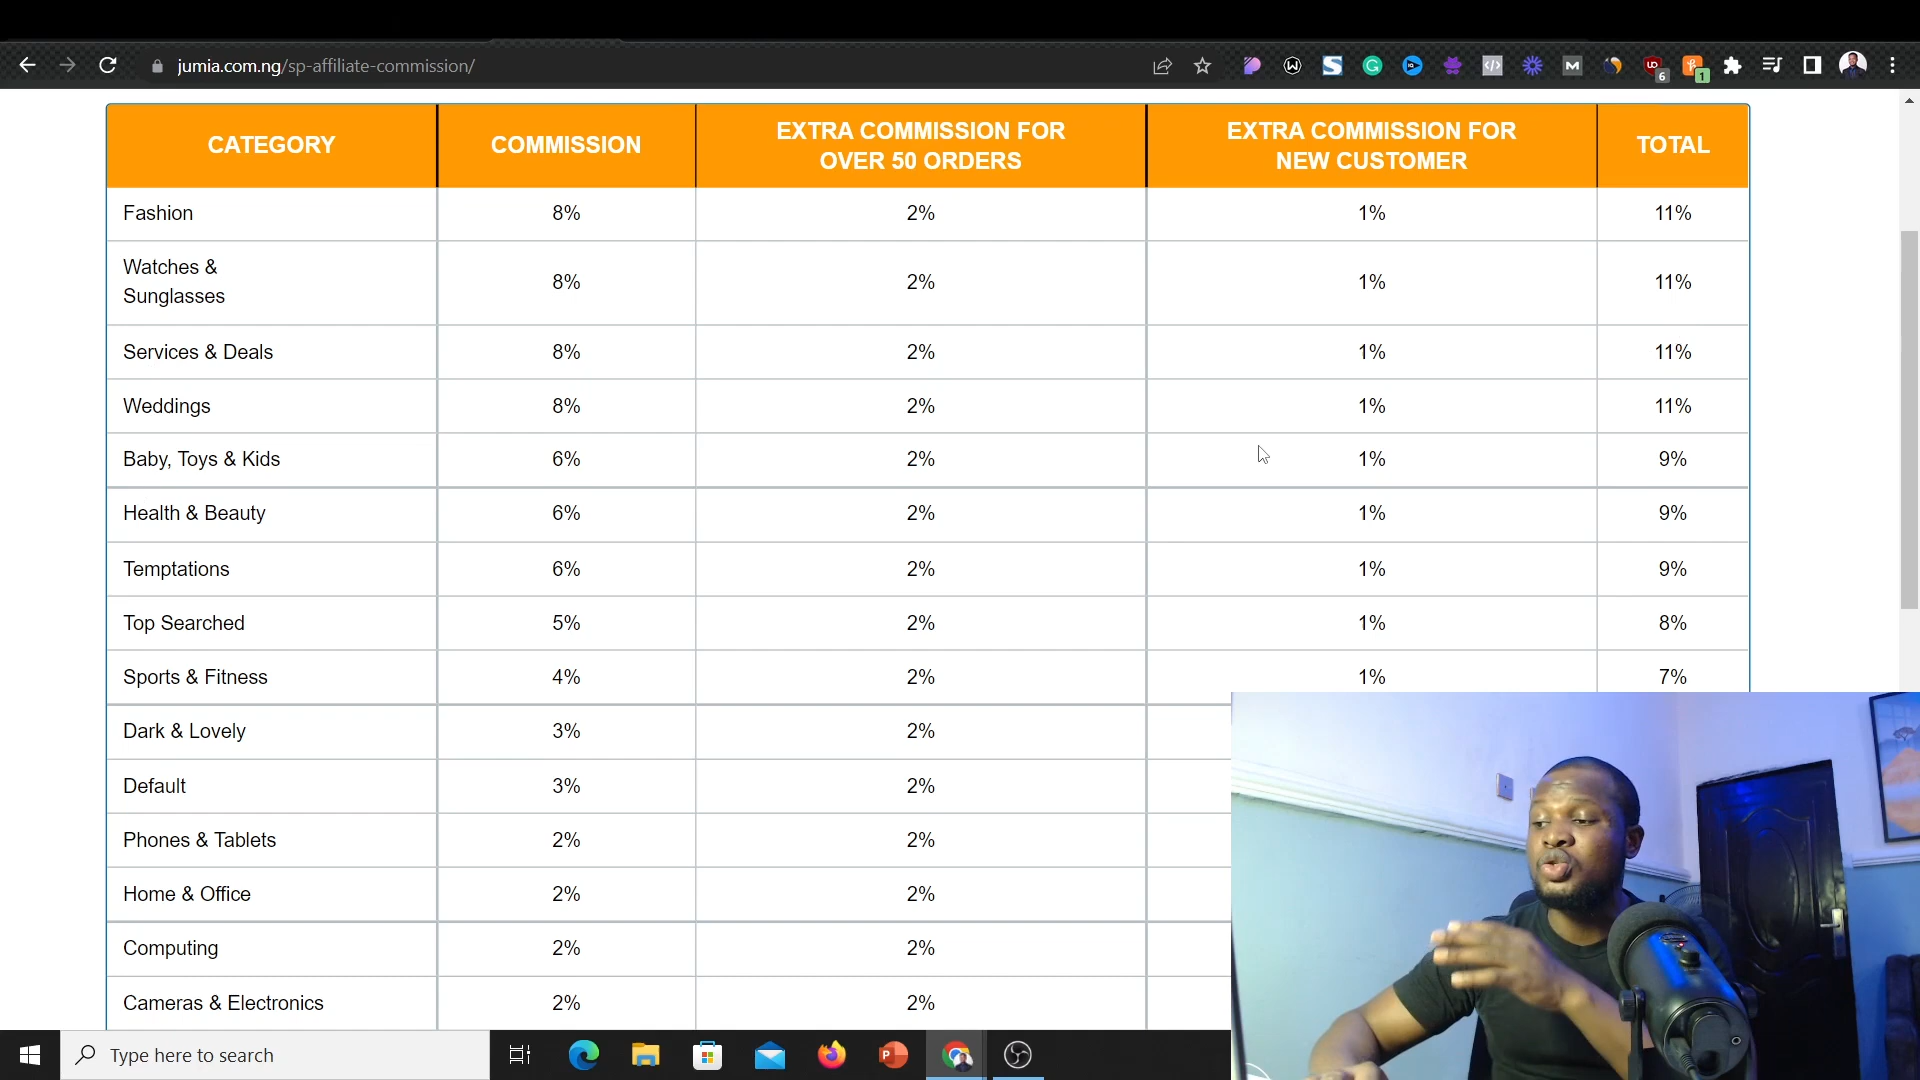 jumia.com.ng/sp-affiliate-commission/
6
1
CATEGORY COMMISSION EXTRA COMMISSION FOR OVER 50 ORDERS EXTRA COMMISSION FOR NEW CUSTOMER TOTAL
Fashion 8% 2% 1% 11%
Watches & Sunglasses 8% 2% 1% 11%
Services & Deals 8% 2% 1% 11%
Weddings 8% 2% 1% 11%
Baby, Toys & Kids 6% 2% 1% 9%
Health & Beauty 6% 2% 1% 9%
Temptations 6% 2% 1% 9%
Top Searched 5% 2% 1% 8%
Sports & Fitness 4% 2% 1% 7%
Dark & Lovely 3% 2%
Default 3% 2%
Phones & Tablets 2% 2%
Home & Office 2% 2%
Computing 2% 2%
Cameras & Electronics 2% 2%
Type here to search